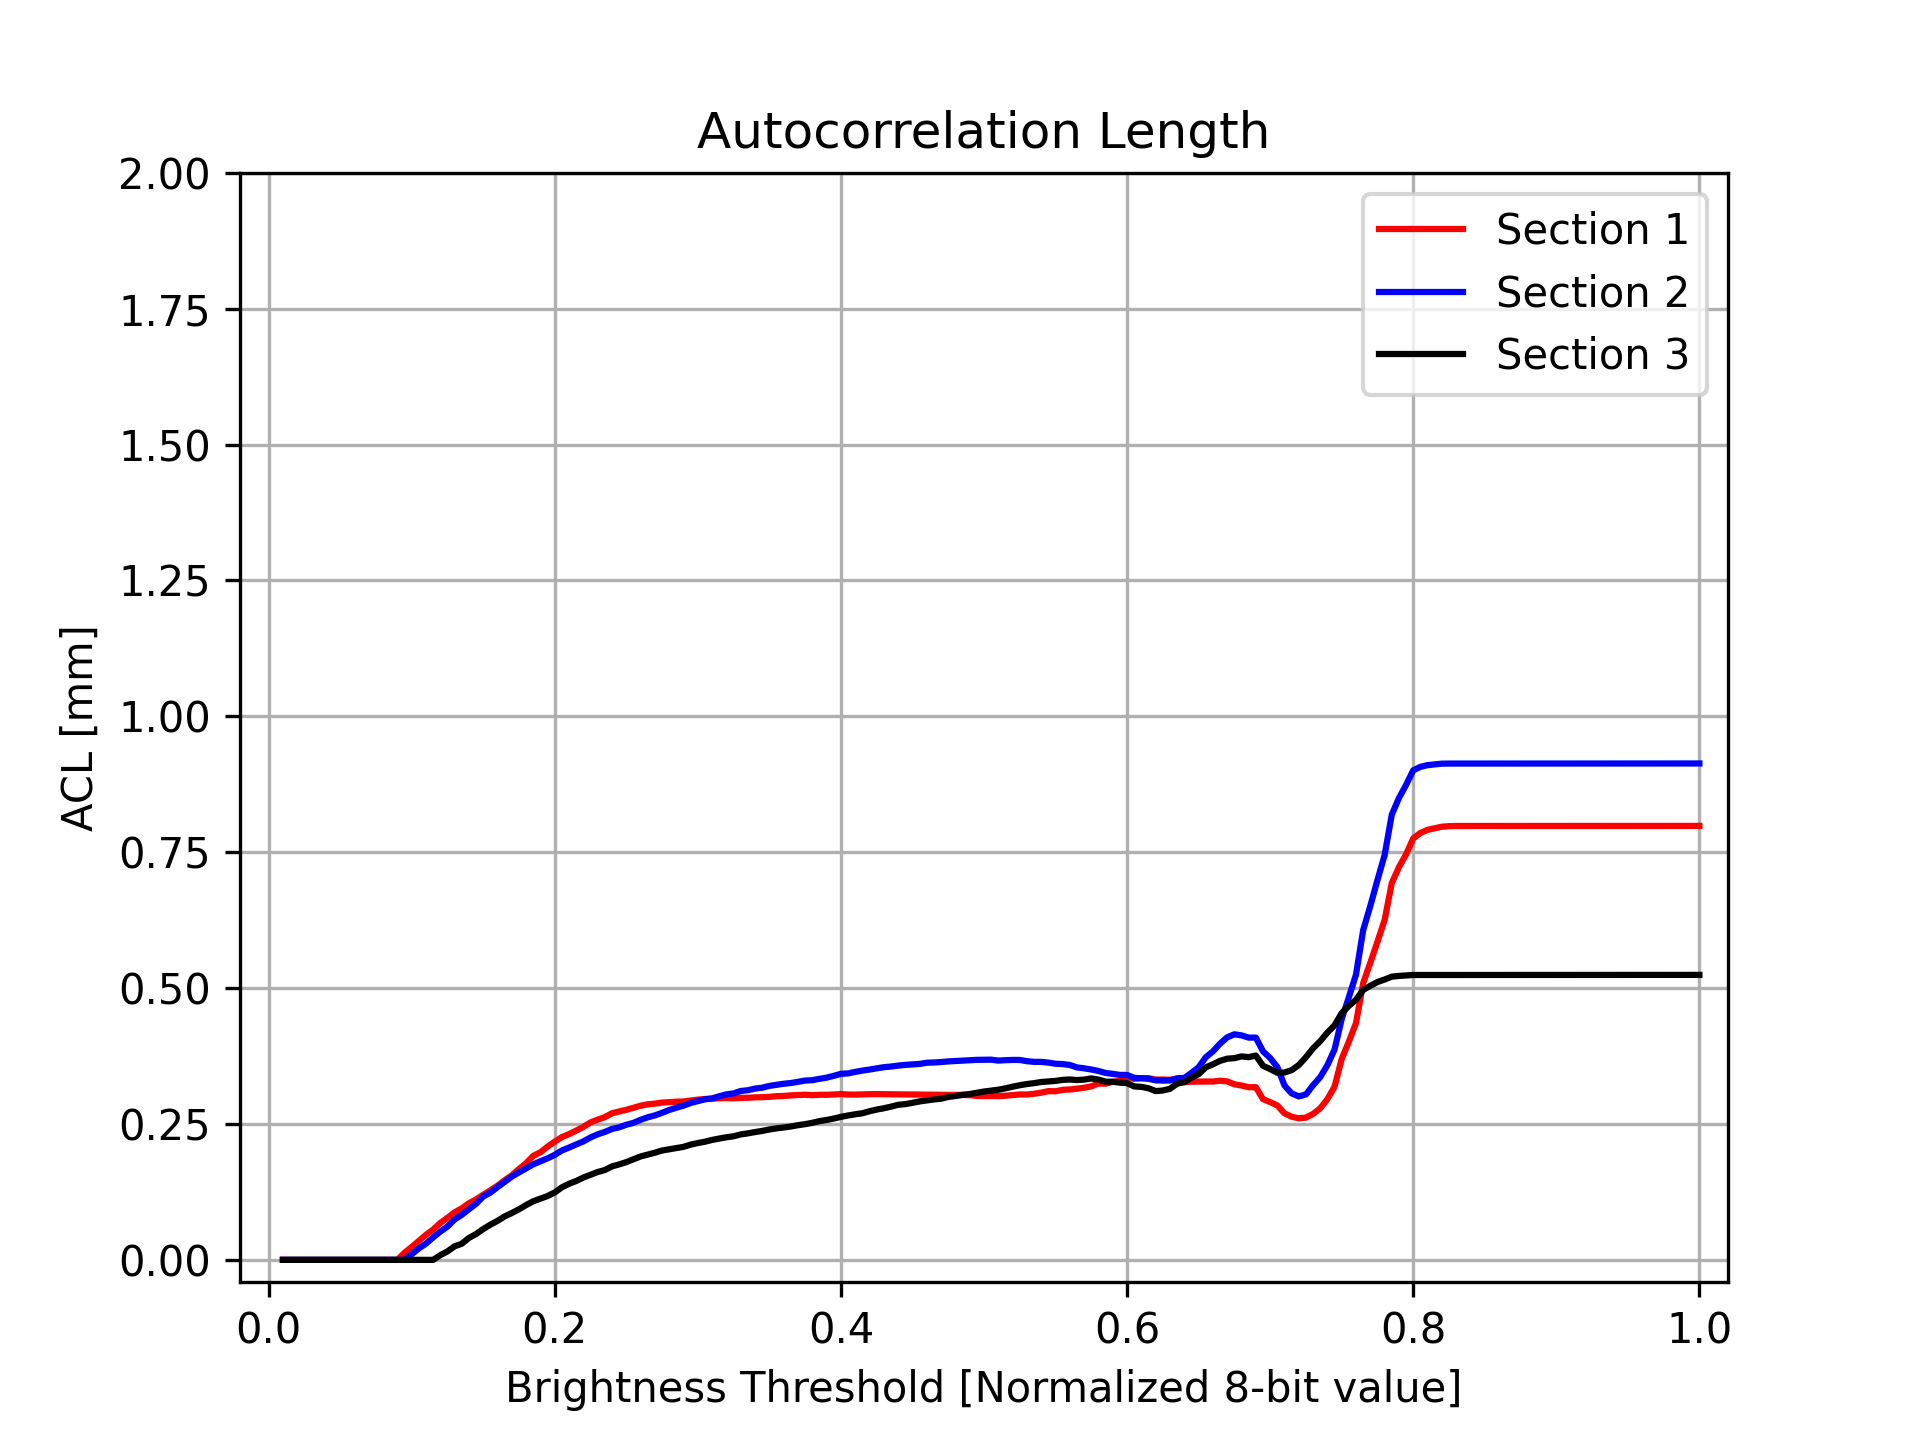 Autocorrelation Length
2.00
1.75
1.50
1.25
1.00
0.75
0.50
0.25
0.00
ACL [mm]
Section 1
Section 2
Section 3
0.0 0.2 0.4 0.6 0.8 1.0
Brightness Threshold [Normalized 8-bit value]